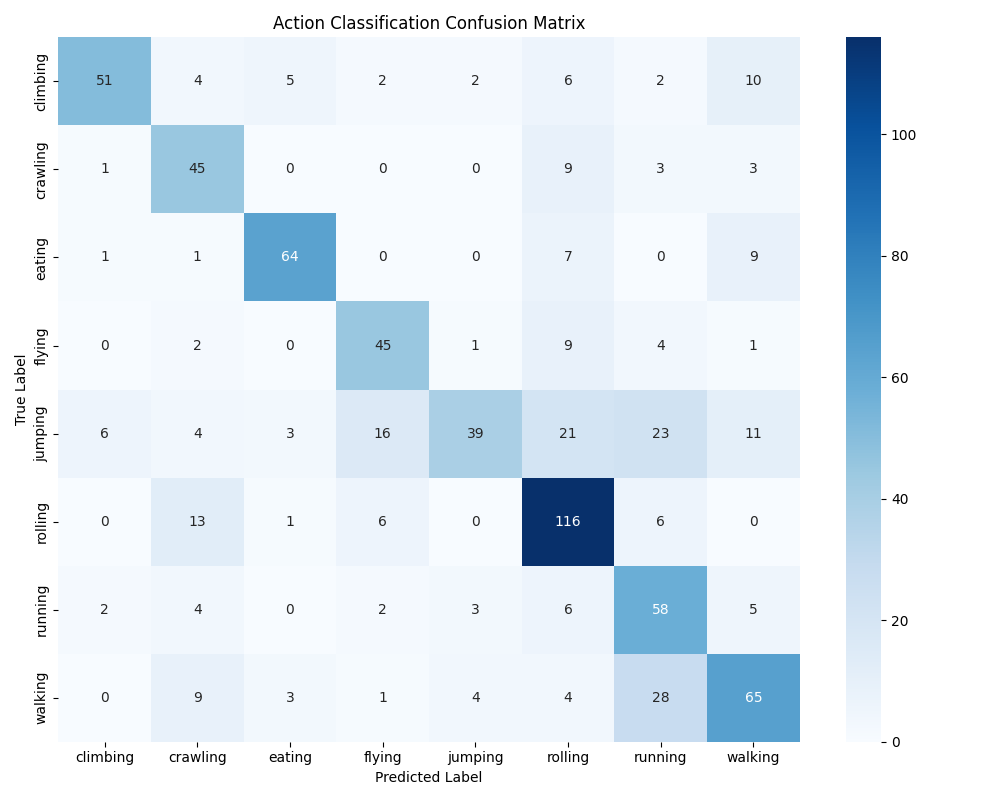 Action Classification Confusion Matrix
True Label
climbing 51 4 5 2 2 6 2 10
crawling 1 45 0 0 0 9 3 3
eating 1 1 64 0 0 7 0 9
flying 0 2 0 45 1 9 4 1
jumping 6 4 3 16 39 21 23 11
rolling 0 13 1 6 0 116 6 0
running 2 4 0 2 3 6 58 5
walking 0 9 3 1 4 4 28 65
climbing crawling eating flying jumping rolling running walking
Predicted Label
100
80
60
40
20
0